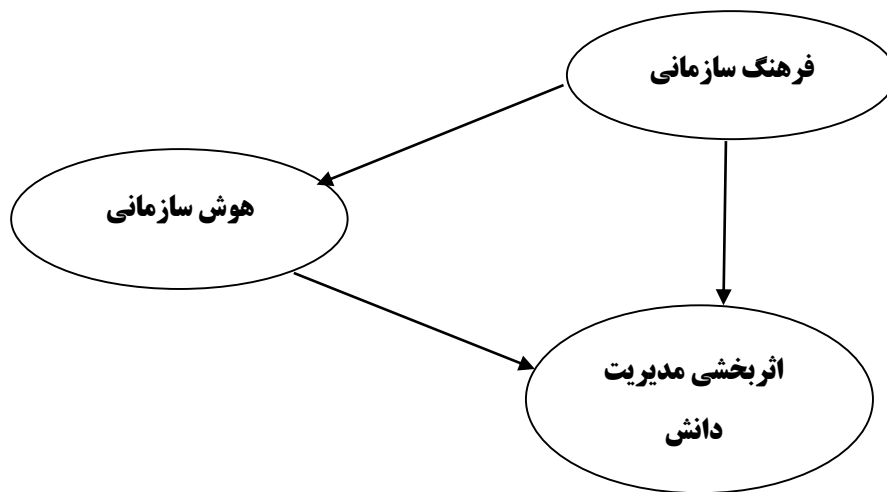 فرهنگ سازمانی
هوش سازمانی
اثربخشی مدیریت
دانش